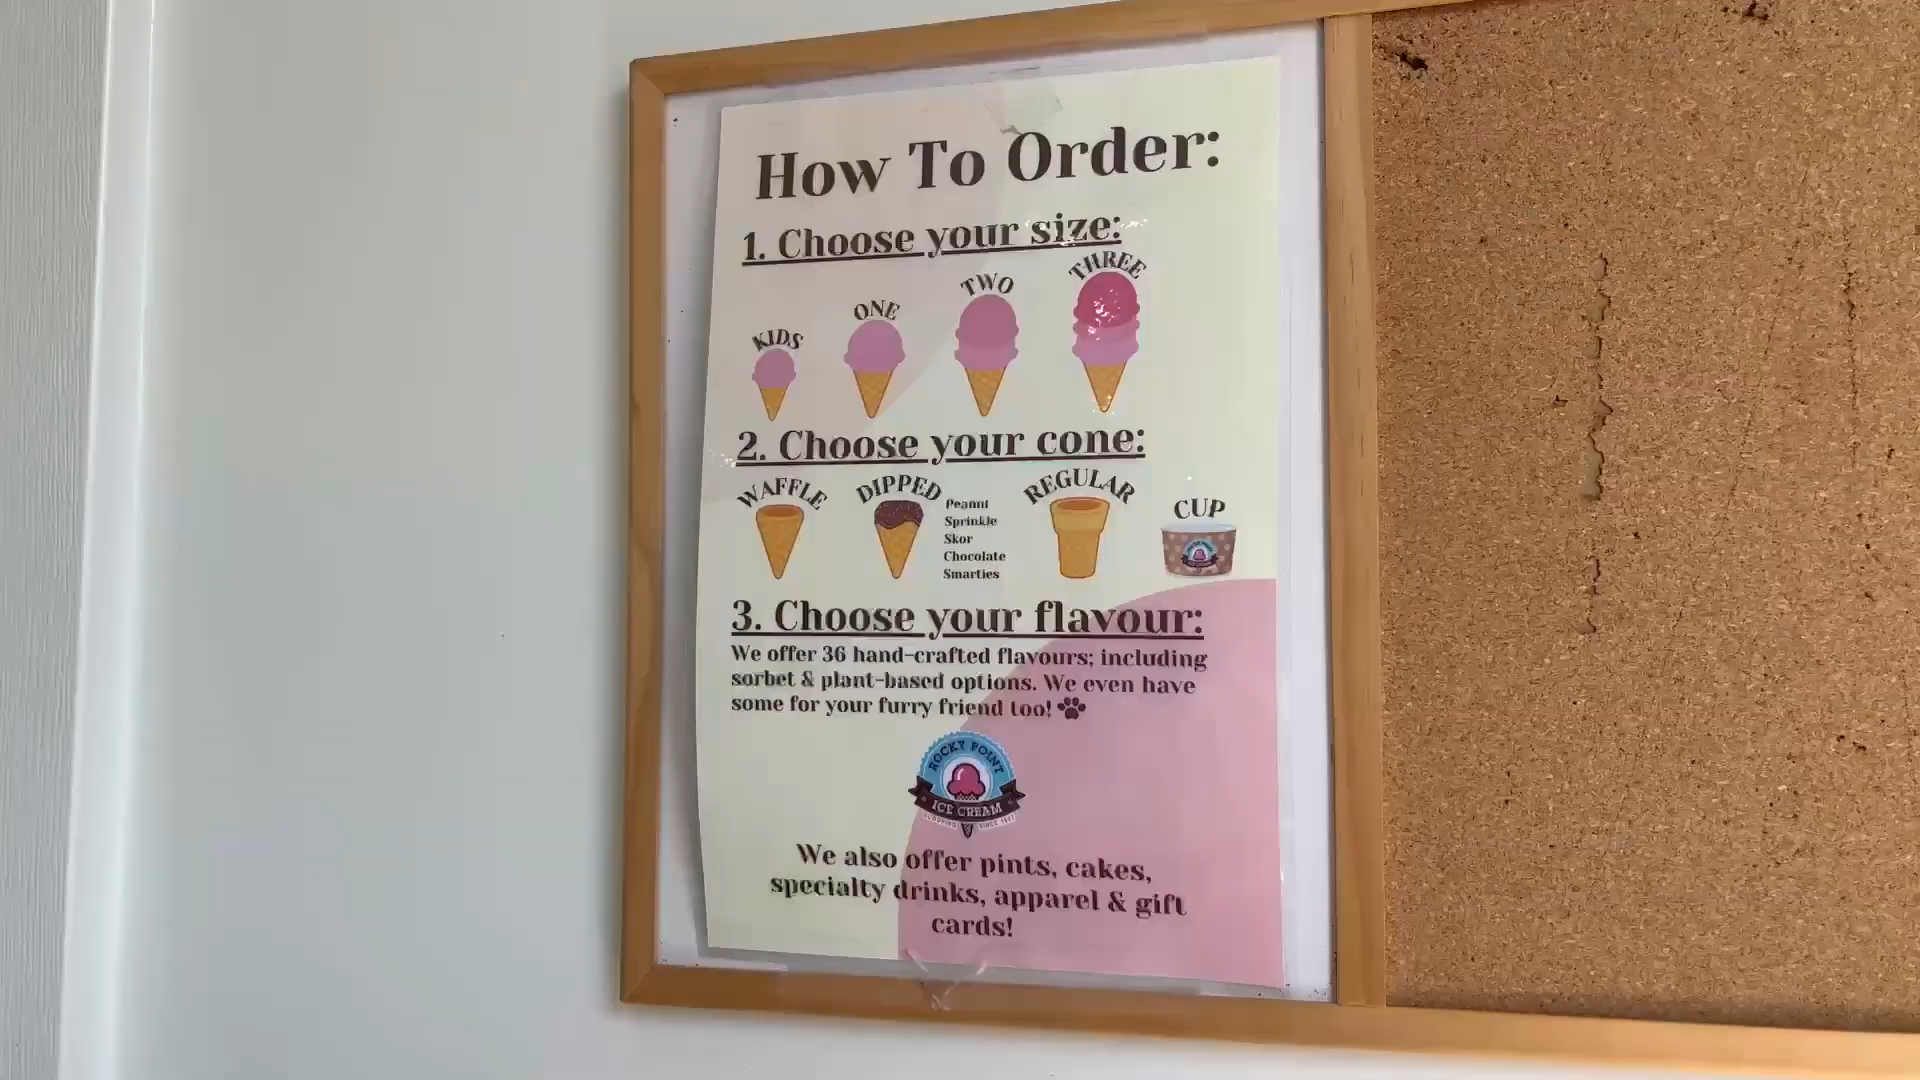 How To Order:
1. Choose your size:
KIDS
ONE
TWO
THREE
2. Choose your cone:
WAFFLE
DIPPED
Peanut
Sprinkle
Skor
Chocolate
Smarties
REGULAR
CUP
3. Choose your flavour:
We offer 36 hand-crafted flavours; including
sorbet & plant-based options. We even have
some for your furry friend too!
ROCKY POINT
ICE CREAM
We also offer pints, cakes,
specialty drinks, apparel & gift
cards!